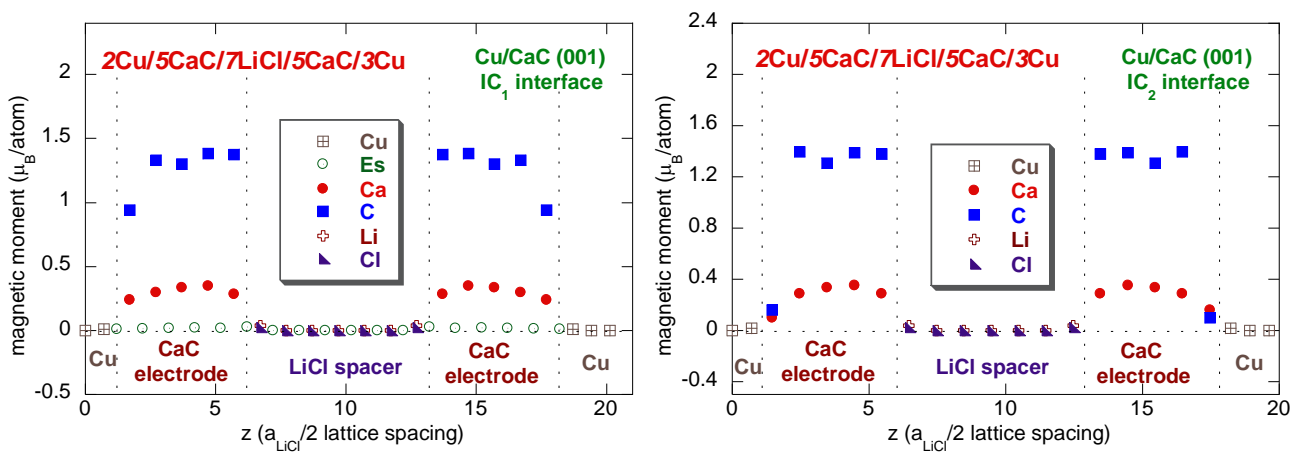 2Cu/5CaC/7LiCl/5CaC/3Cu
Cu/CaC (001)
IC1 interface
magnetic moment (μB/atom)
2
1.5
1
0.5
0
-0.5
Cu
Es
Ca
C
Li
Cl
Cu
CaC
electrode
LiCl spacer
CaC
electrode
Cu
0
5
10
15
20
z (aLiCl/2 lattice spacing)
2Cu/5CaC/7LiCl/5CaC/3Cu
Cu/CaC (001)
IC2 interface
magnetic moment (μB/atom)
2.4
2
1.6
1.2
0.8
0.4
0
-0.4
Cu
Ca
C
Li
Cl
Cu
CaC
electrode
LiCl spacer
CaC
electrode
Cu
0
5
10
15
20
z (aLiCl/2 lattice spacing)